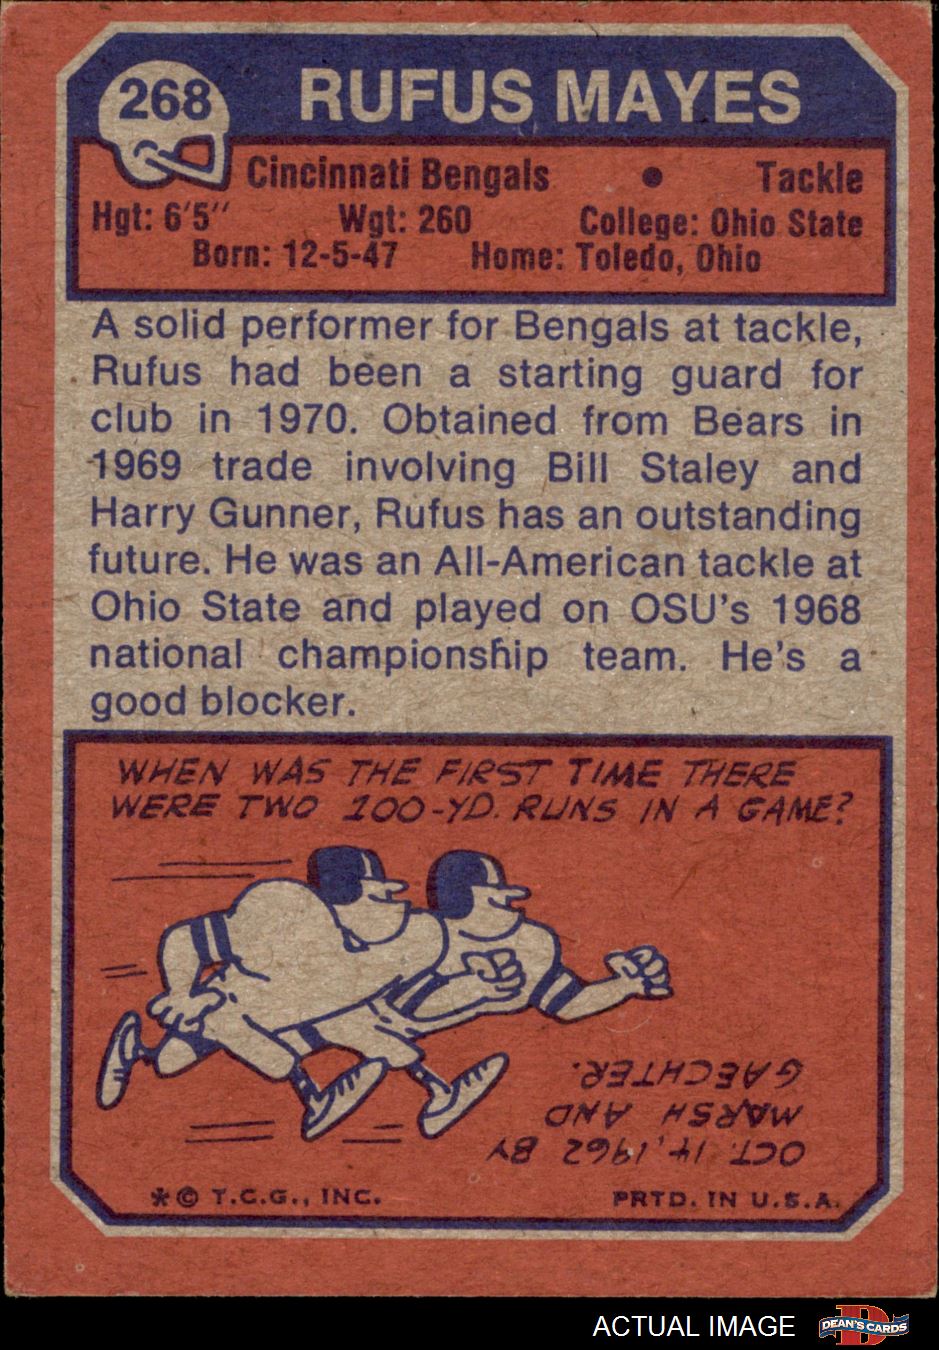 268
RUFUS MAYES
Cincinnati Bengals • Tackle
Hgt: 6'5" Wgt: 260 College: Ohio State
Born: 12-5-47 Home: Toledo, Ohio
A solid performer for Bengals at tackle,
Rufus had been a starting guard for
club in 1970. Obtained from Bears in
1969 trade involving Bill Staley and
Harry Gunner, Rufus has an outstanding
future. He was an All-American tackle at
Ohio State and played on OSU's 1968
national championship team. He's a
good blocker.
WHEN WAS THE FIRST TIME THERE
WERE TWO 100-YD. RUNS IN A GAME?
OCT. 14, 1962 BY
MARSH AND
GAECHTER.
*© T.C.G., INC. PRTD. IN U.S.A.
ACTUAL IMAGE
DEAN'S CARDS